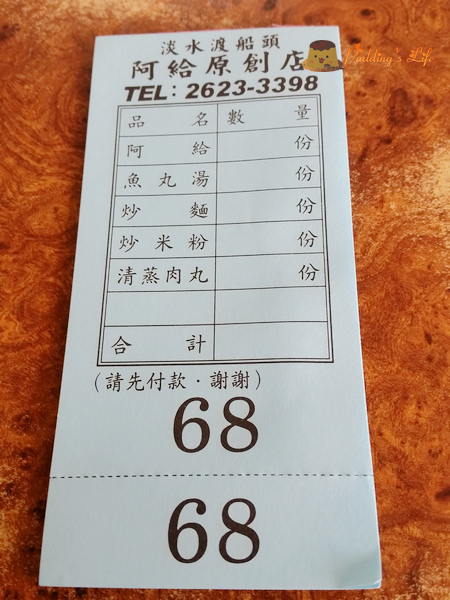 淡水渡船頭
阿給原創店
Pudding's Life
TEL: 2623-3398
品名 數量
阿給 份
魚丸湯 份
炒麵 份
炒米粉 份
清蒸肉丸 份
合計
(請先付款·謝謝)
68
68